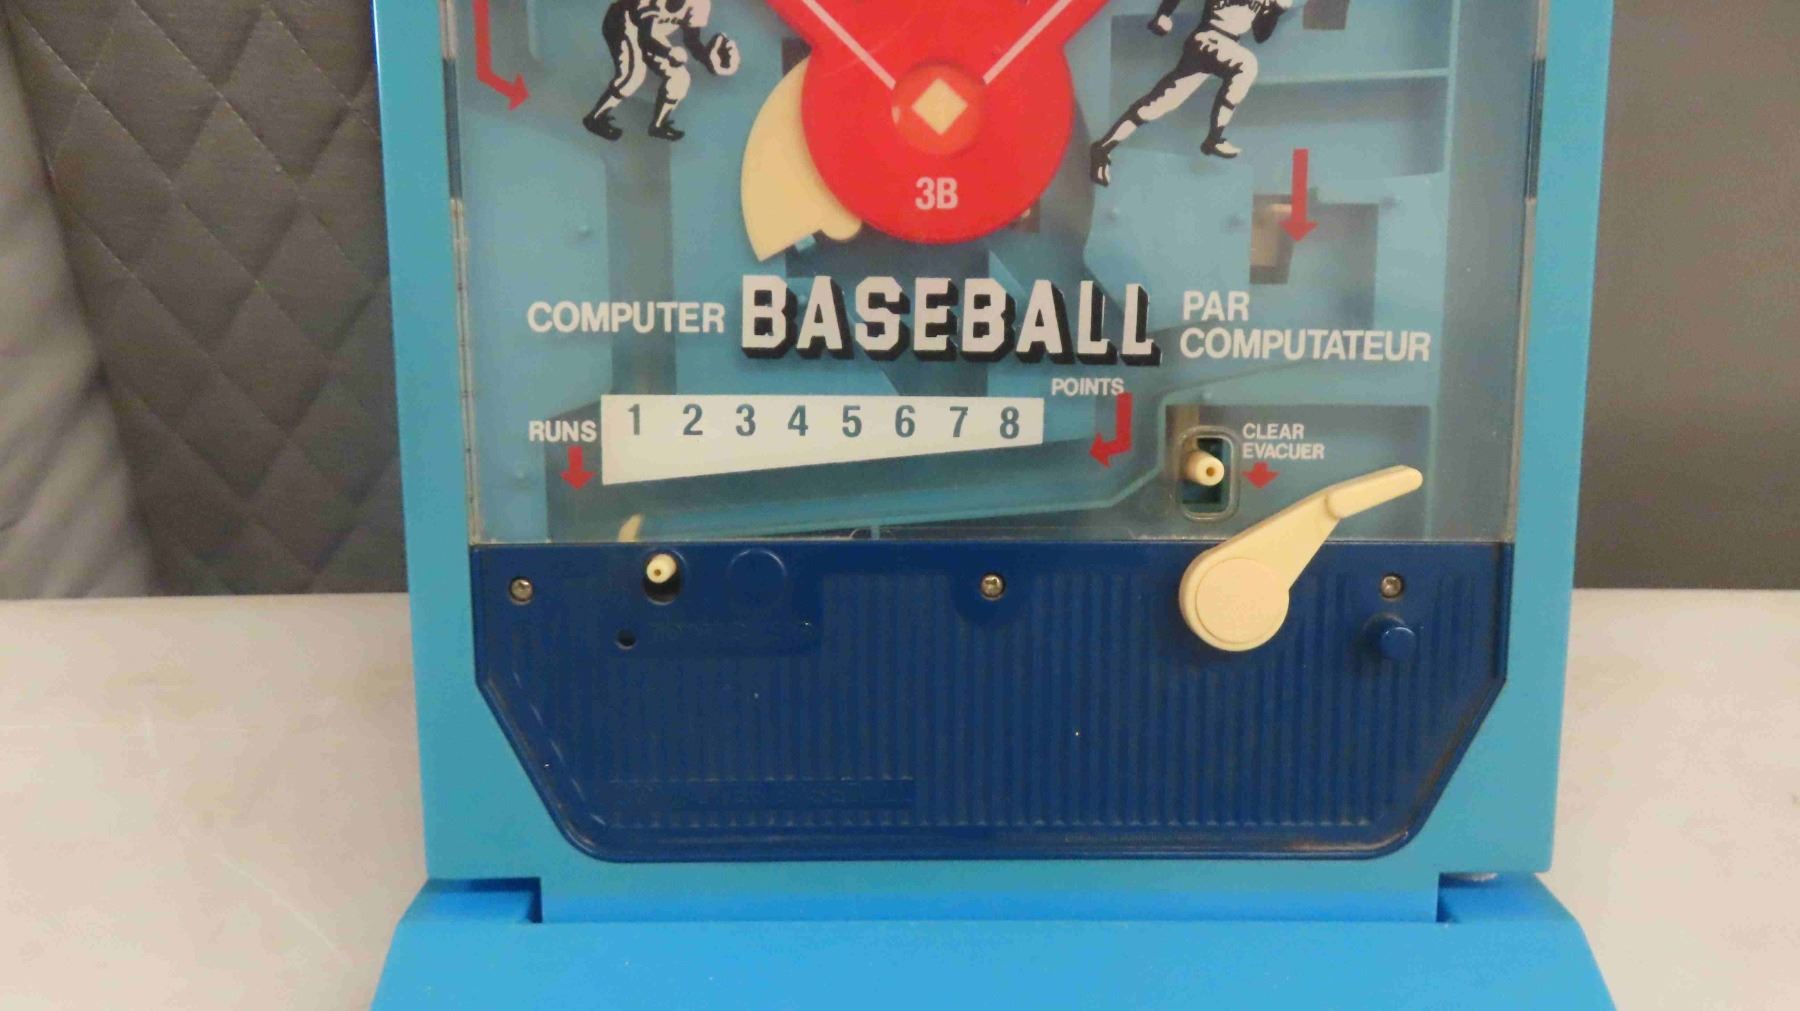 3B
COMPUTER BASEBALL PAR COMPUTATEUR
POINTS
RUNS 1 2 3 4 5 6 7 8
CLEAR
EVACUER